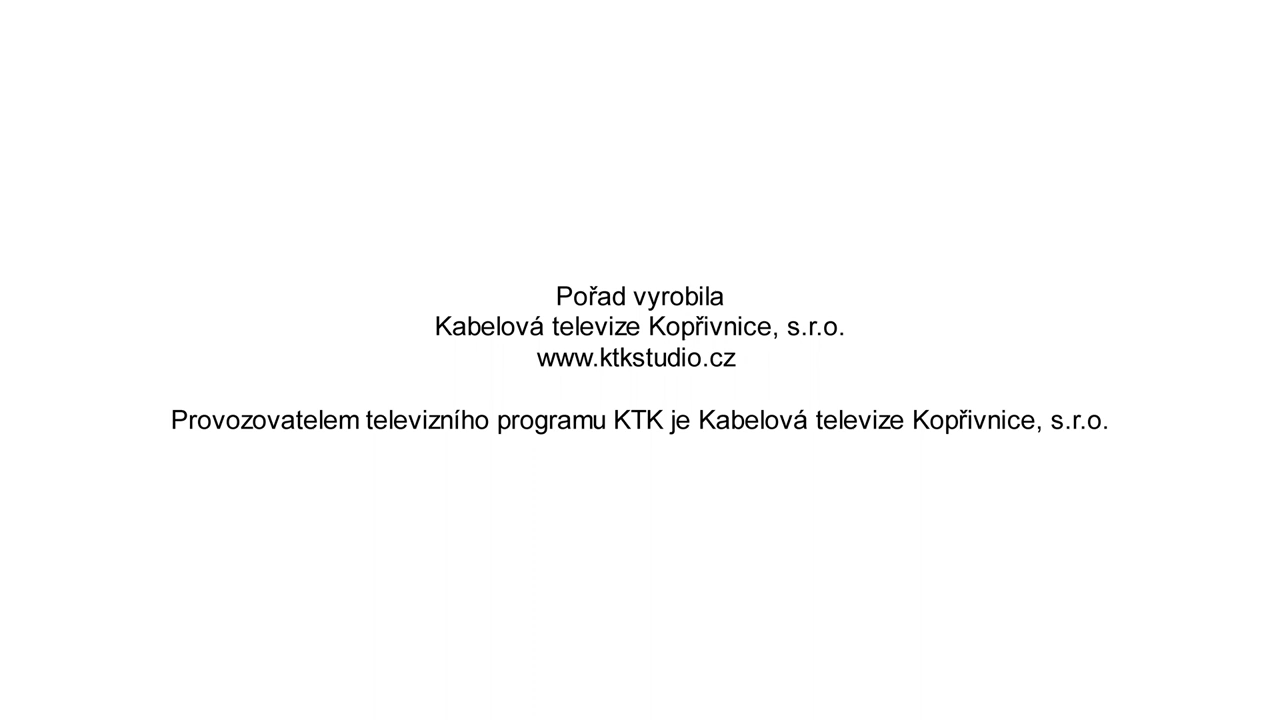 Pořad vyrobila
Kabelová televize Kopřivnice, s.r.o.
www.ktkstudio.cz
Provozovatelem televizního programu KTK je Kabelová televize Kopřivnice, s.r.o.